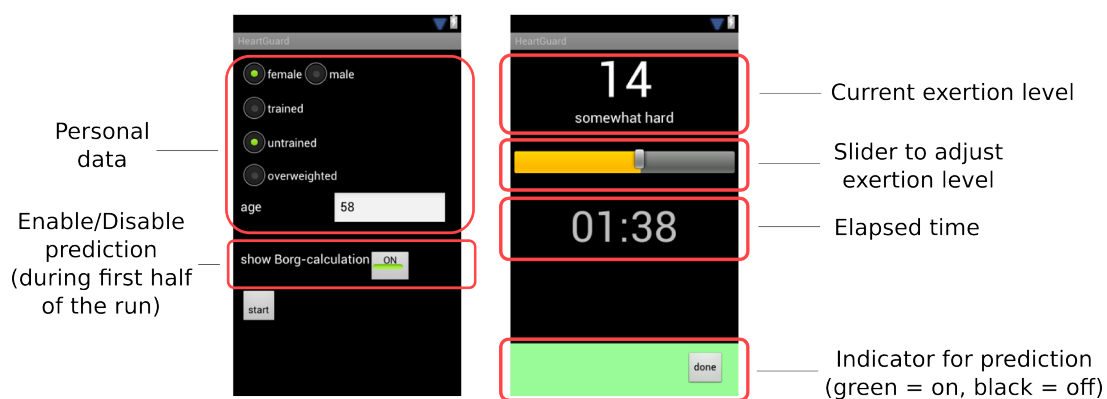 HeartGuard
female male
trained
untrained
overweighted
age 58
show Borg-calculation ON
start
Personal
data
Enable/Disable
prediction
(during first half
of the run)
HeartGuard
14
somewhat hard
01:38
done
Current exertion level
Slider to adjust
exertion level
Elapsed time
Indicator for prediction
(green = on, black = off)